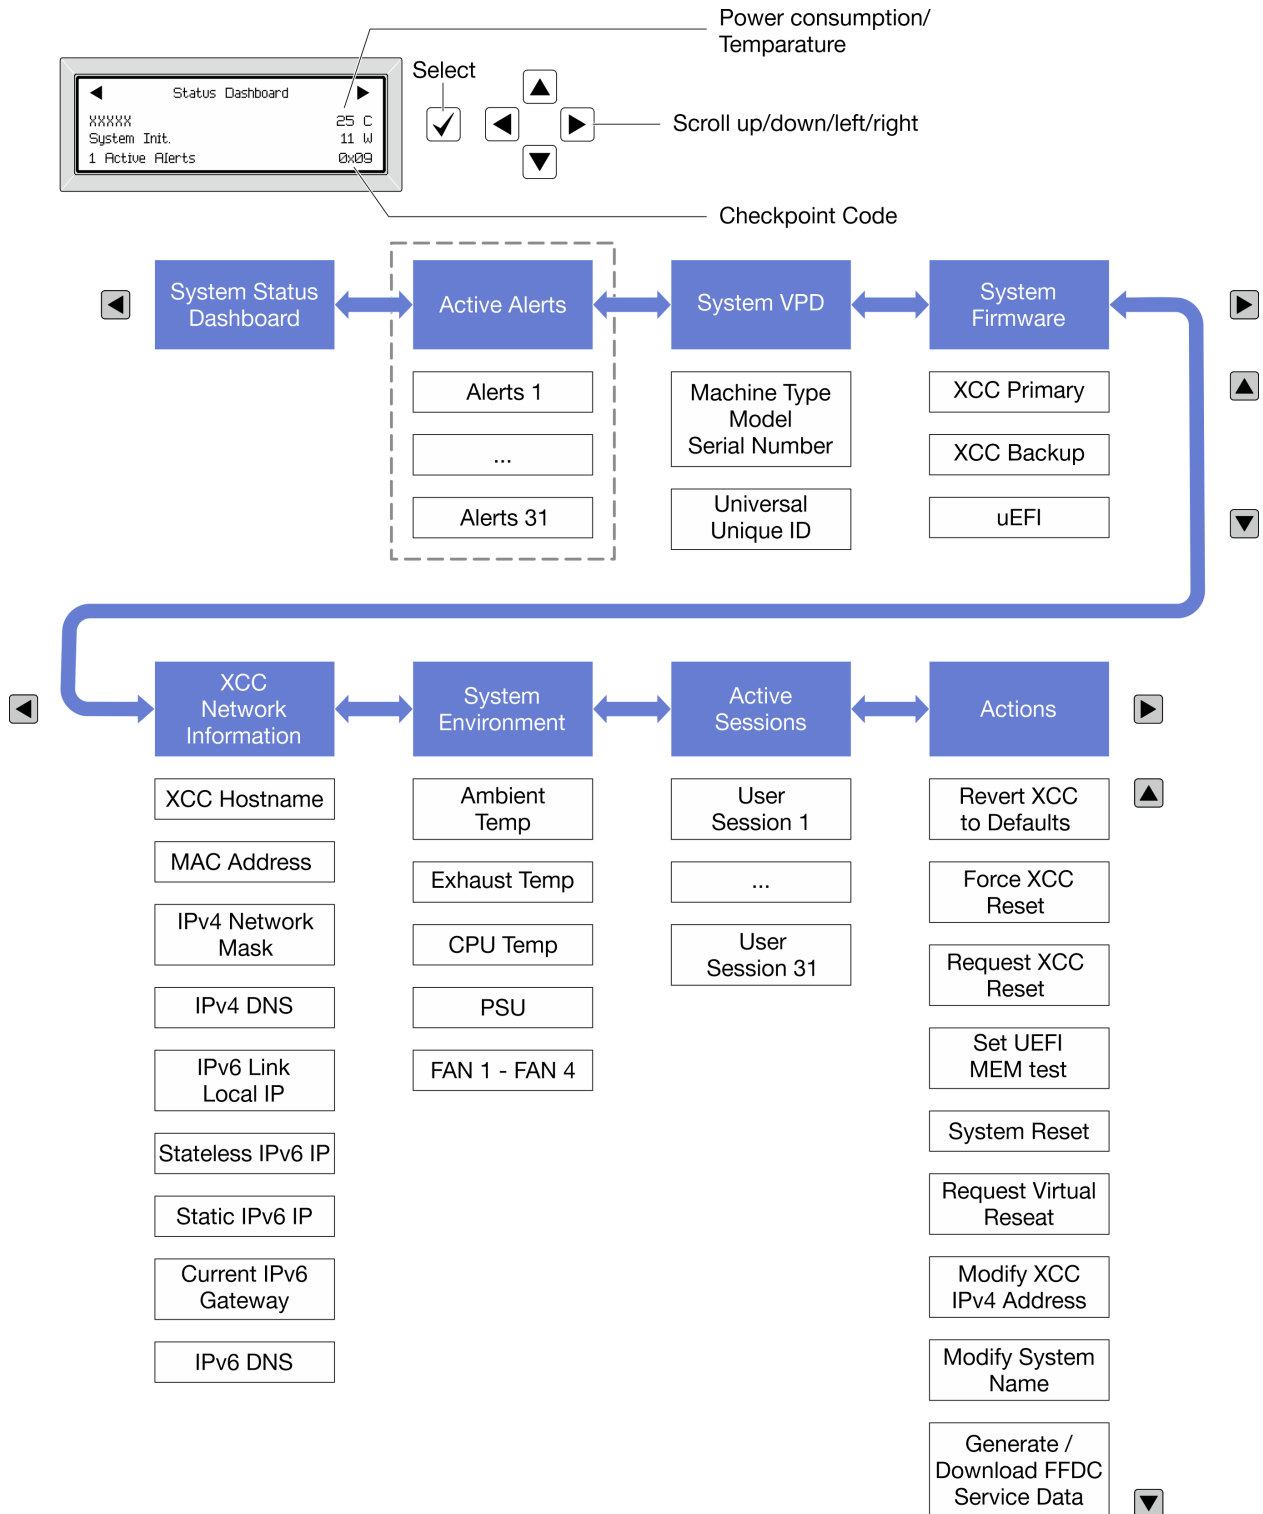 Power consumption/
Temparature
Select
Status Dashboard
XXXXX 25 C
System Init. 11 W
1 Active Alerts 0x09
Scroll up/down/left/right
Checkpoint Code
System Status
Dashboard
Active Alerts
System VPD
System
Firmware
Alerts 1
...
Alerts 31
Machine Type
Model
Serial Number
Universal
Unique ID
XCC Primary
XCC Backup
uEFI
XCC
Network
Information
System
Environment
Active
Sessions
Actions
XCC Hostname
MAC Address
IPv4 Network
Mask
IPv4 DNS
IPv6 Link
Local IP
Stateless IPv6 IP
Static IPv6 IP
Current IPv6
Gateway
IPv6 DNS
Ambient
Temp
Exhaust Temp
CPU Temp
PSU
FAN 1 - FAN 4
User
Session 1
...
User
Session 31
Revert XCC
to Defaults
Force XCC
Reset
Request XCC
Reset
Set UEFI
MEM test
System Reset
Request Virtual
Reseat
Modify XCC
IPv4 Address
Modify System
Name
Generate /
Download FFDC
Service Data